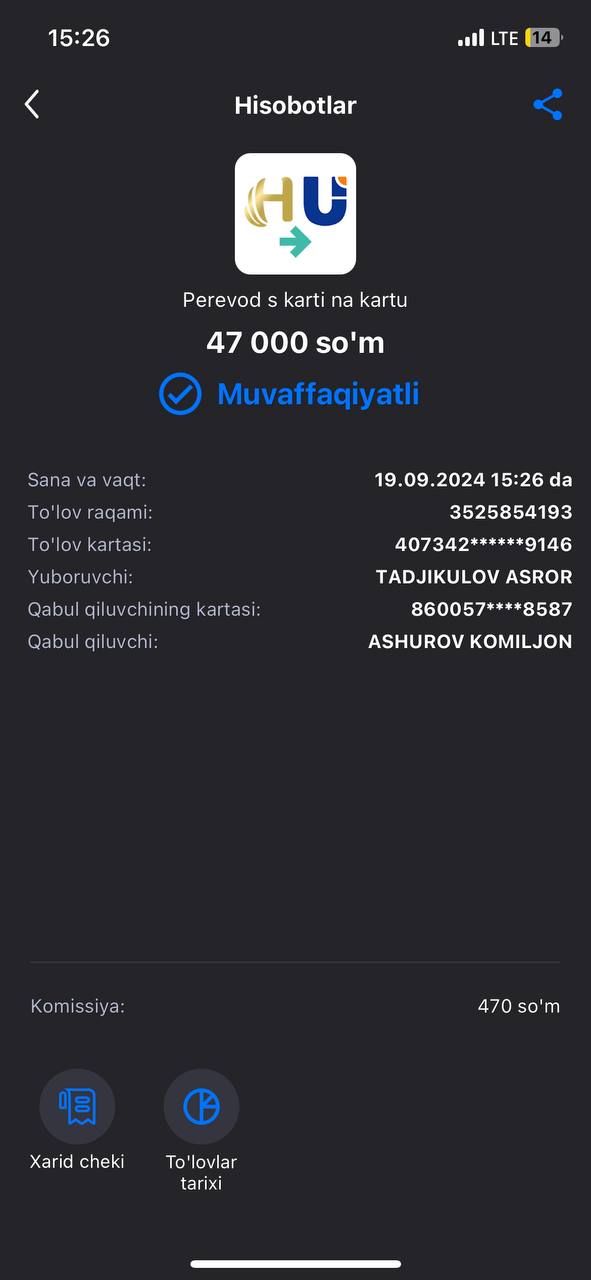 15:26 LTE 14
Hisobotlar
HU
Perevod s karti na kartu
47 000 so'm
Muvaffaqiyatli
Sana va vaqt: 19.09.2024 15:26 da
To'lov raqami: 3525854193
To'lov kartasi: 407342******9146
Yuboruvchi: TADJIKULOV ASROR
Qabul qiluvchining kartasi: 860057****8587
Qabul qiluvchi: ASHUROV KOMILJON
Komissiya: 470 so'm
Xarid cheki
To'lovlar
tarixi